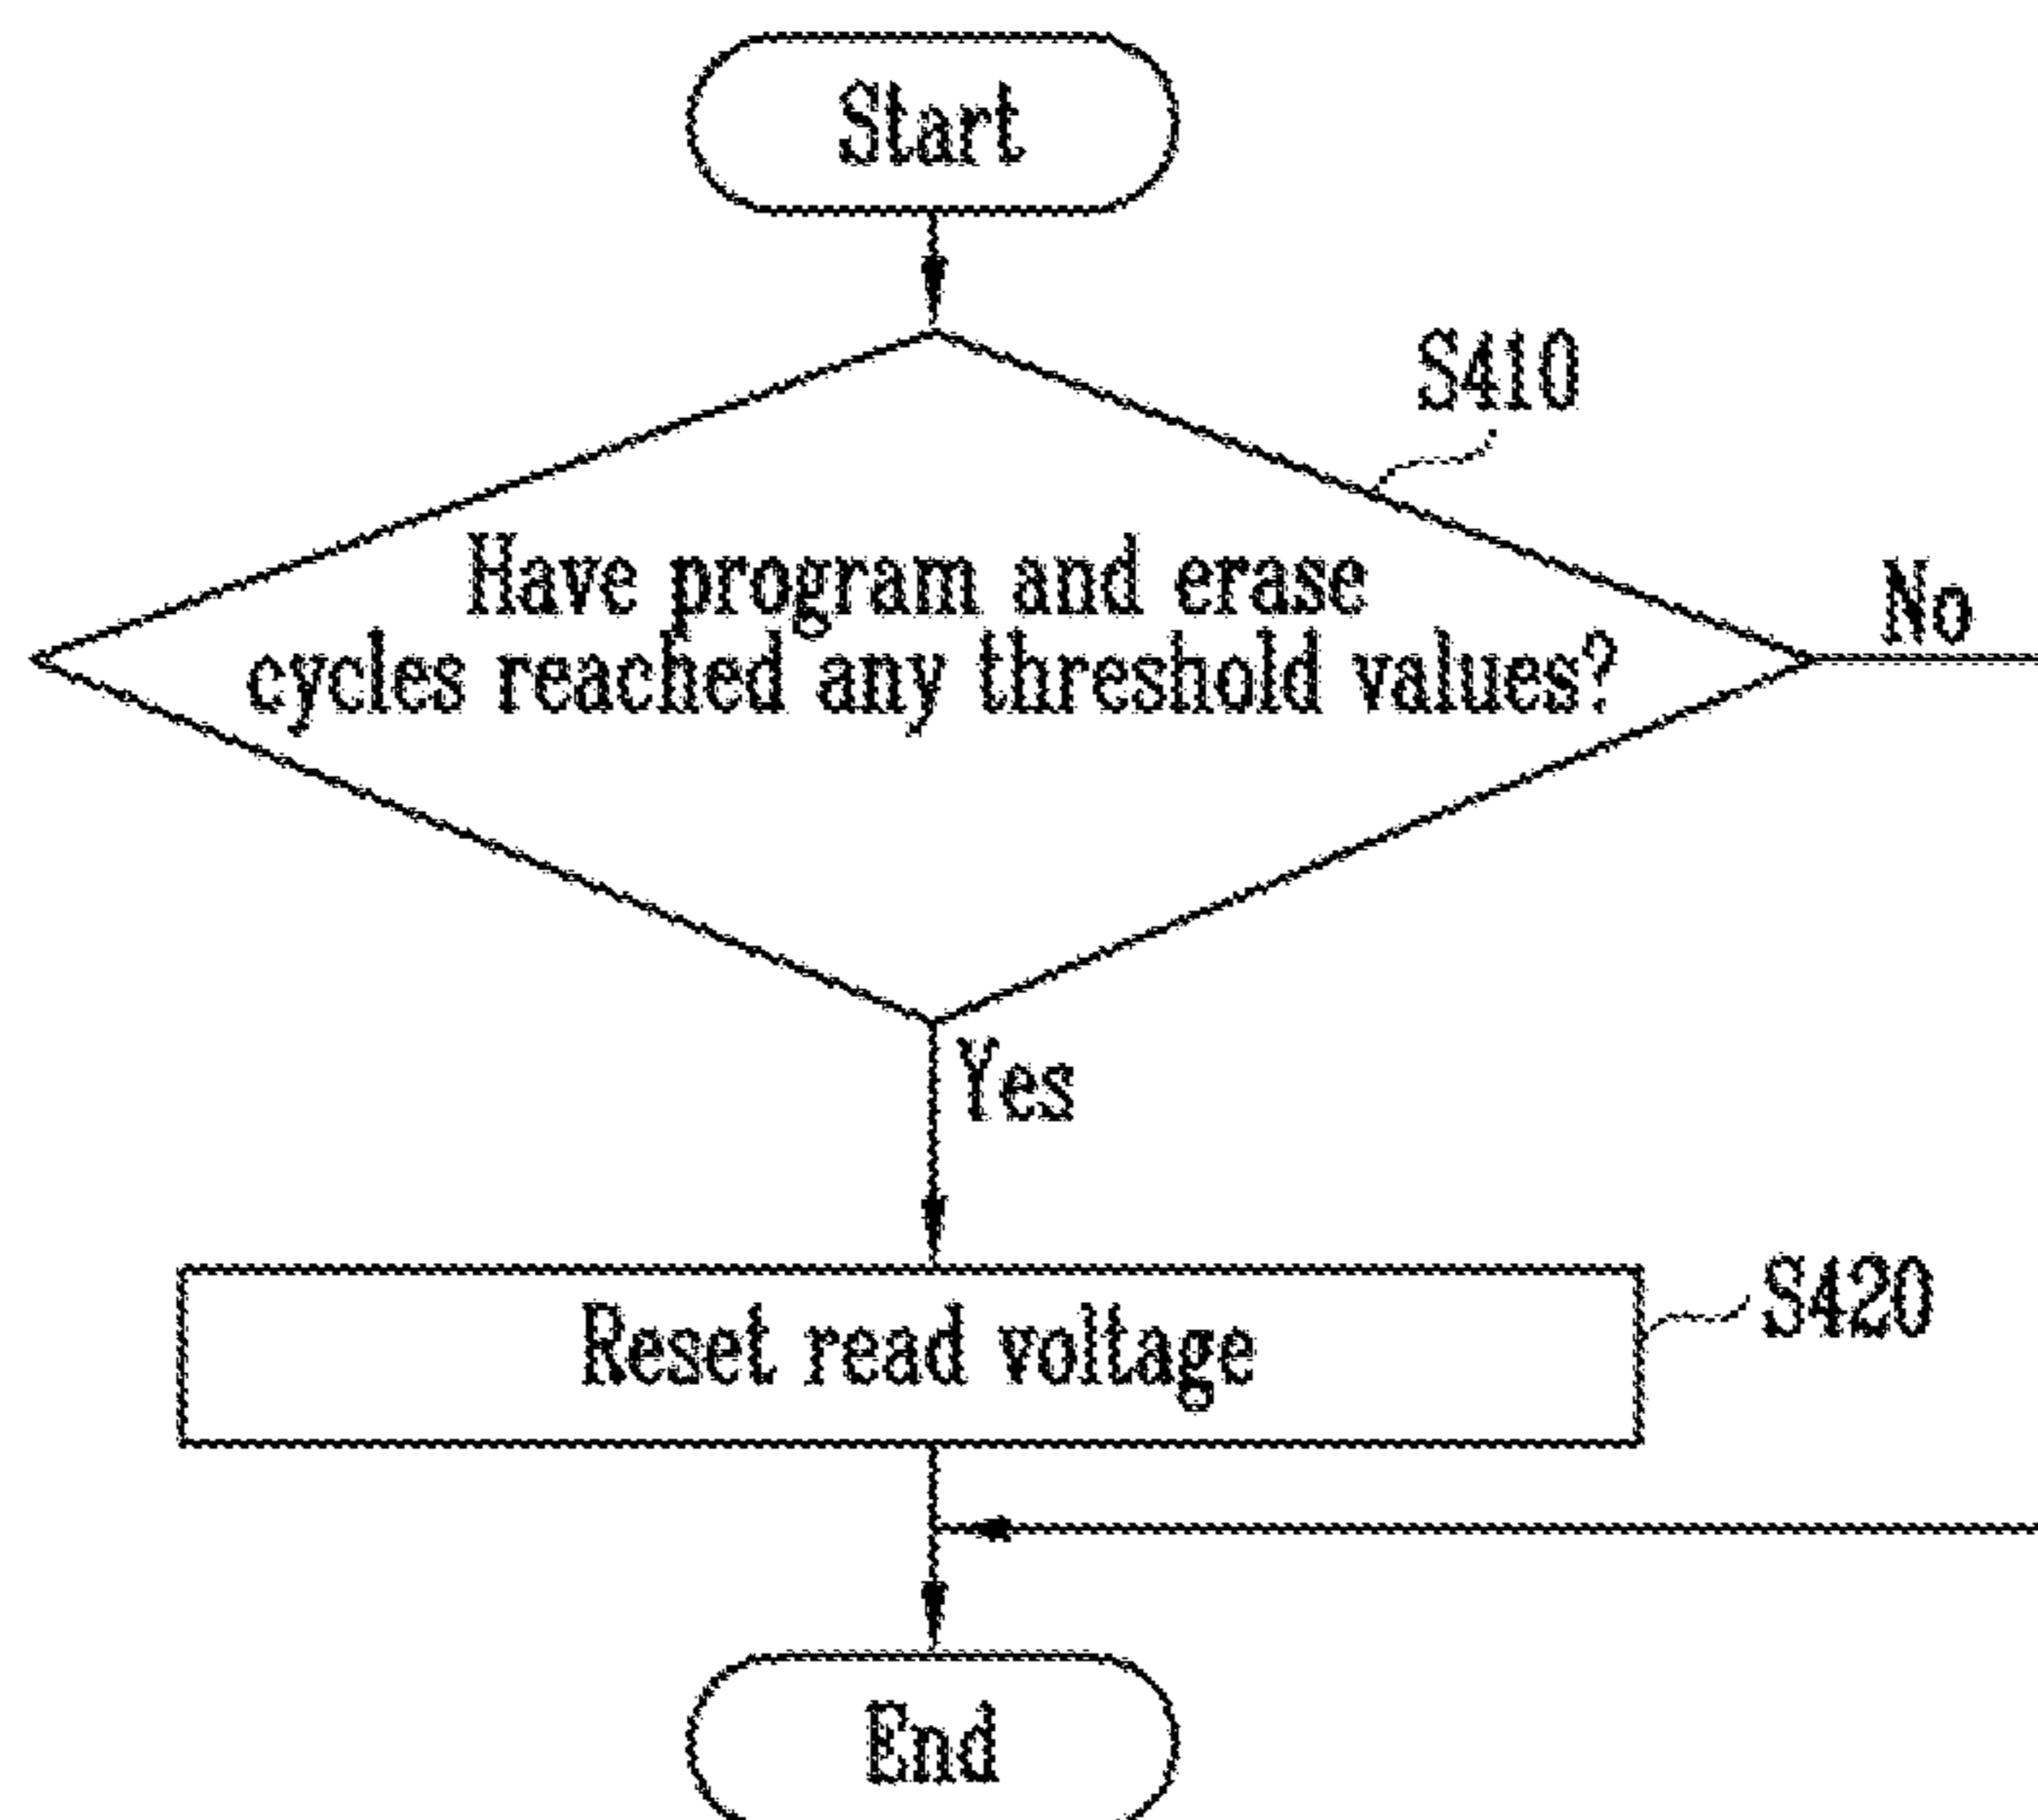 Start
S410
Have program and erase
cycles reached any threshold values?
No
Yes
Reset read voltage
S420
End